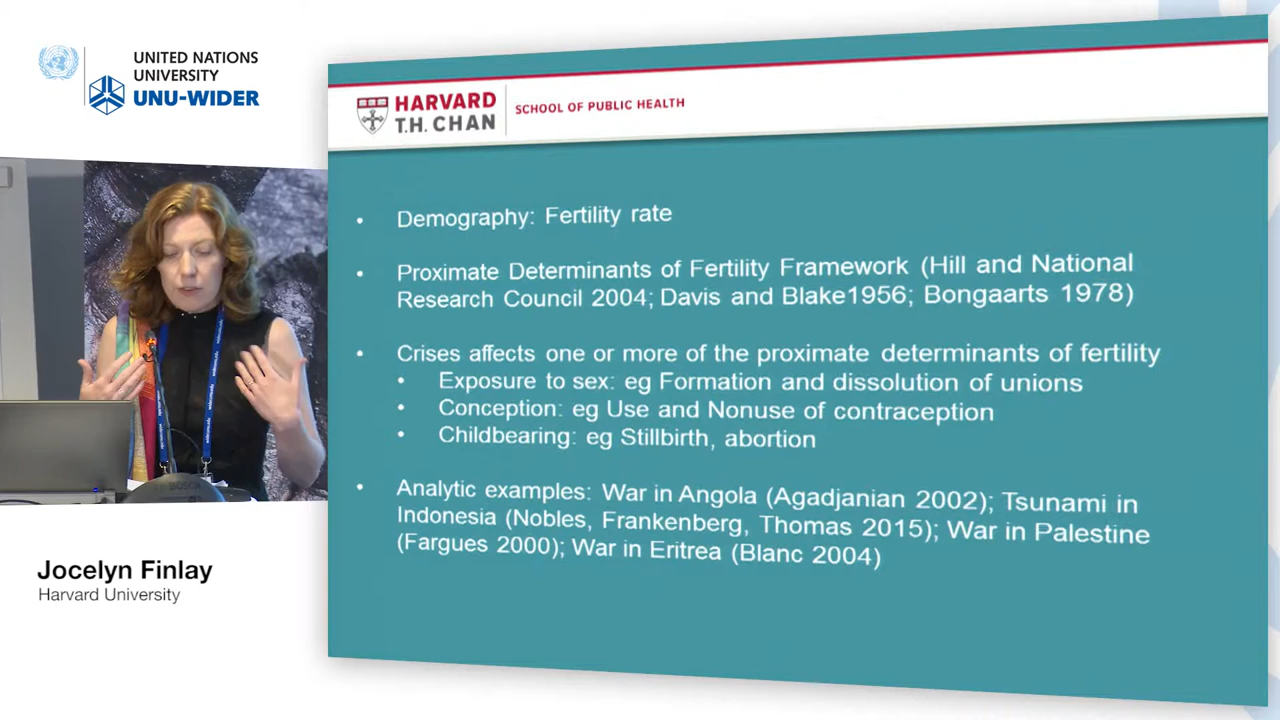 UNITED NATIONS
UNIVERSITY
UNU-WIDER
HARVARD
T.H. CHAN
SCHOOL OF PUBLIC HEALTH
• Demography: Fertility rate
• Proximate Determinants of Fertility Framework (Hill and National
Research Council 2004; Davis and Blake1956; Bongaarts 1978)
• Crises affects one or more of the proximate determinants of fertility
• Exposure to sex: eg Formation and dissolution of unions
• Conception: eg Use and Nonuse of contraception
• Childbearing: eg Stillbirth, abortion
• Analytic examples: War in Angola (Agadjanian 2002); Tsunami in
Indonesia (Nobles, Frankenberg, Thomas 2015); War in Palestine
(Fargues 2000); War in Eritrea (Blanc 2004)
Jocelyn Finlay
Harvard University